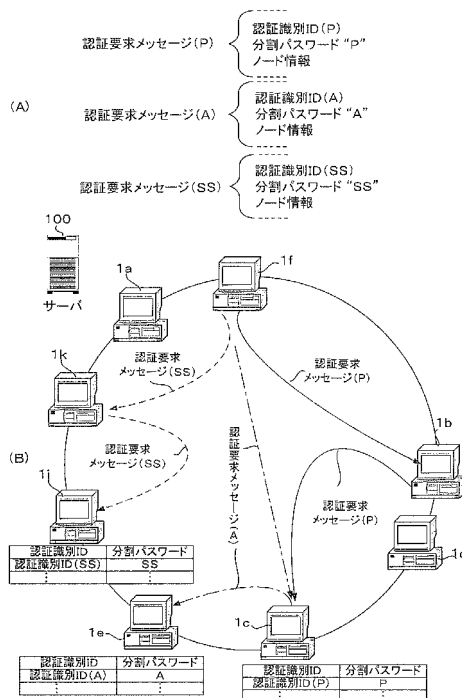 (A)
認証要求メッセージ(P)
認証識別ID(P)
分割パスワード“P”
ノード情報
認証要求メッセージ(A)
認証識別ID(A)
分割パスワード“A”
ノード情報
認証要求メッセージ(SS)
認証識別ID(SS)
分割パスワード“SS”
ノード情報
(B)
100
サーバ
1a
1f
1k
認証要求
メッセージ(SS)
認証要求
メッセージ(P)
1b
認証要求
メッセージ(SS)
認証要求メッセージ(A)
認証要求
メッセージ(P)
認証識別ID 分割パスワード
認証識別ID(SS) SS
⋮ ⋮
1e
1c
認証識別ID 分割パスワード
認証識別ID(A) A
⋮ ⋮
認証識別ID 分割パスワード
認証識別ID(P) P
⋮ ⋮